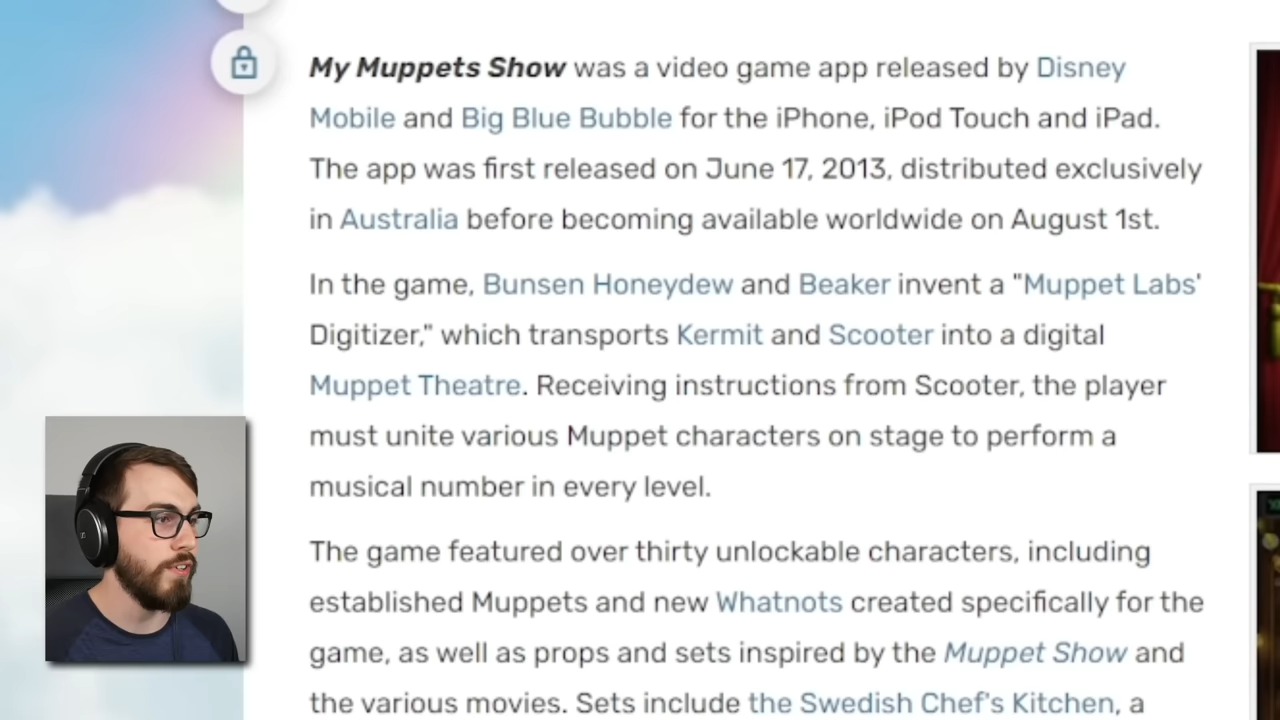 My Muppets Show was a video game app released by Disney
Mobile and Big Blue Bubble for the iPhone, iPod Touch and iPad.
The app was first released on June 17, 2013, distributed exclusively
in Australia before becoming available worldwide on August 1st.
In the game, Bunsen Honeydew and Beaker invent a "Muppet Labs'
Digitizer," which transports Kermit and Scooter into a digital
Muppet Theatre. Receiving instructions from Scooter, the player
must unite various Muppet characters on stage to perform a
musical number in every level.
The game featured over thirty unlockable characters, including
established Muppets and new Whatnots created specifically for the
game, as well as props and sets inspired by the Muppet Show and
the various movies. Sets include the Swedish Chef's Kitchen, a